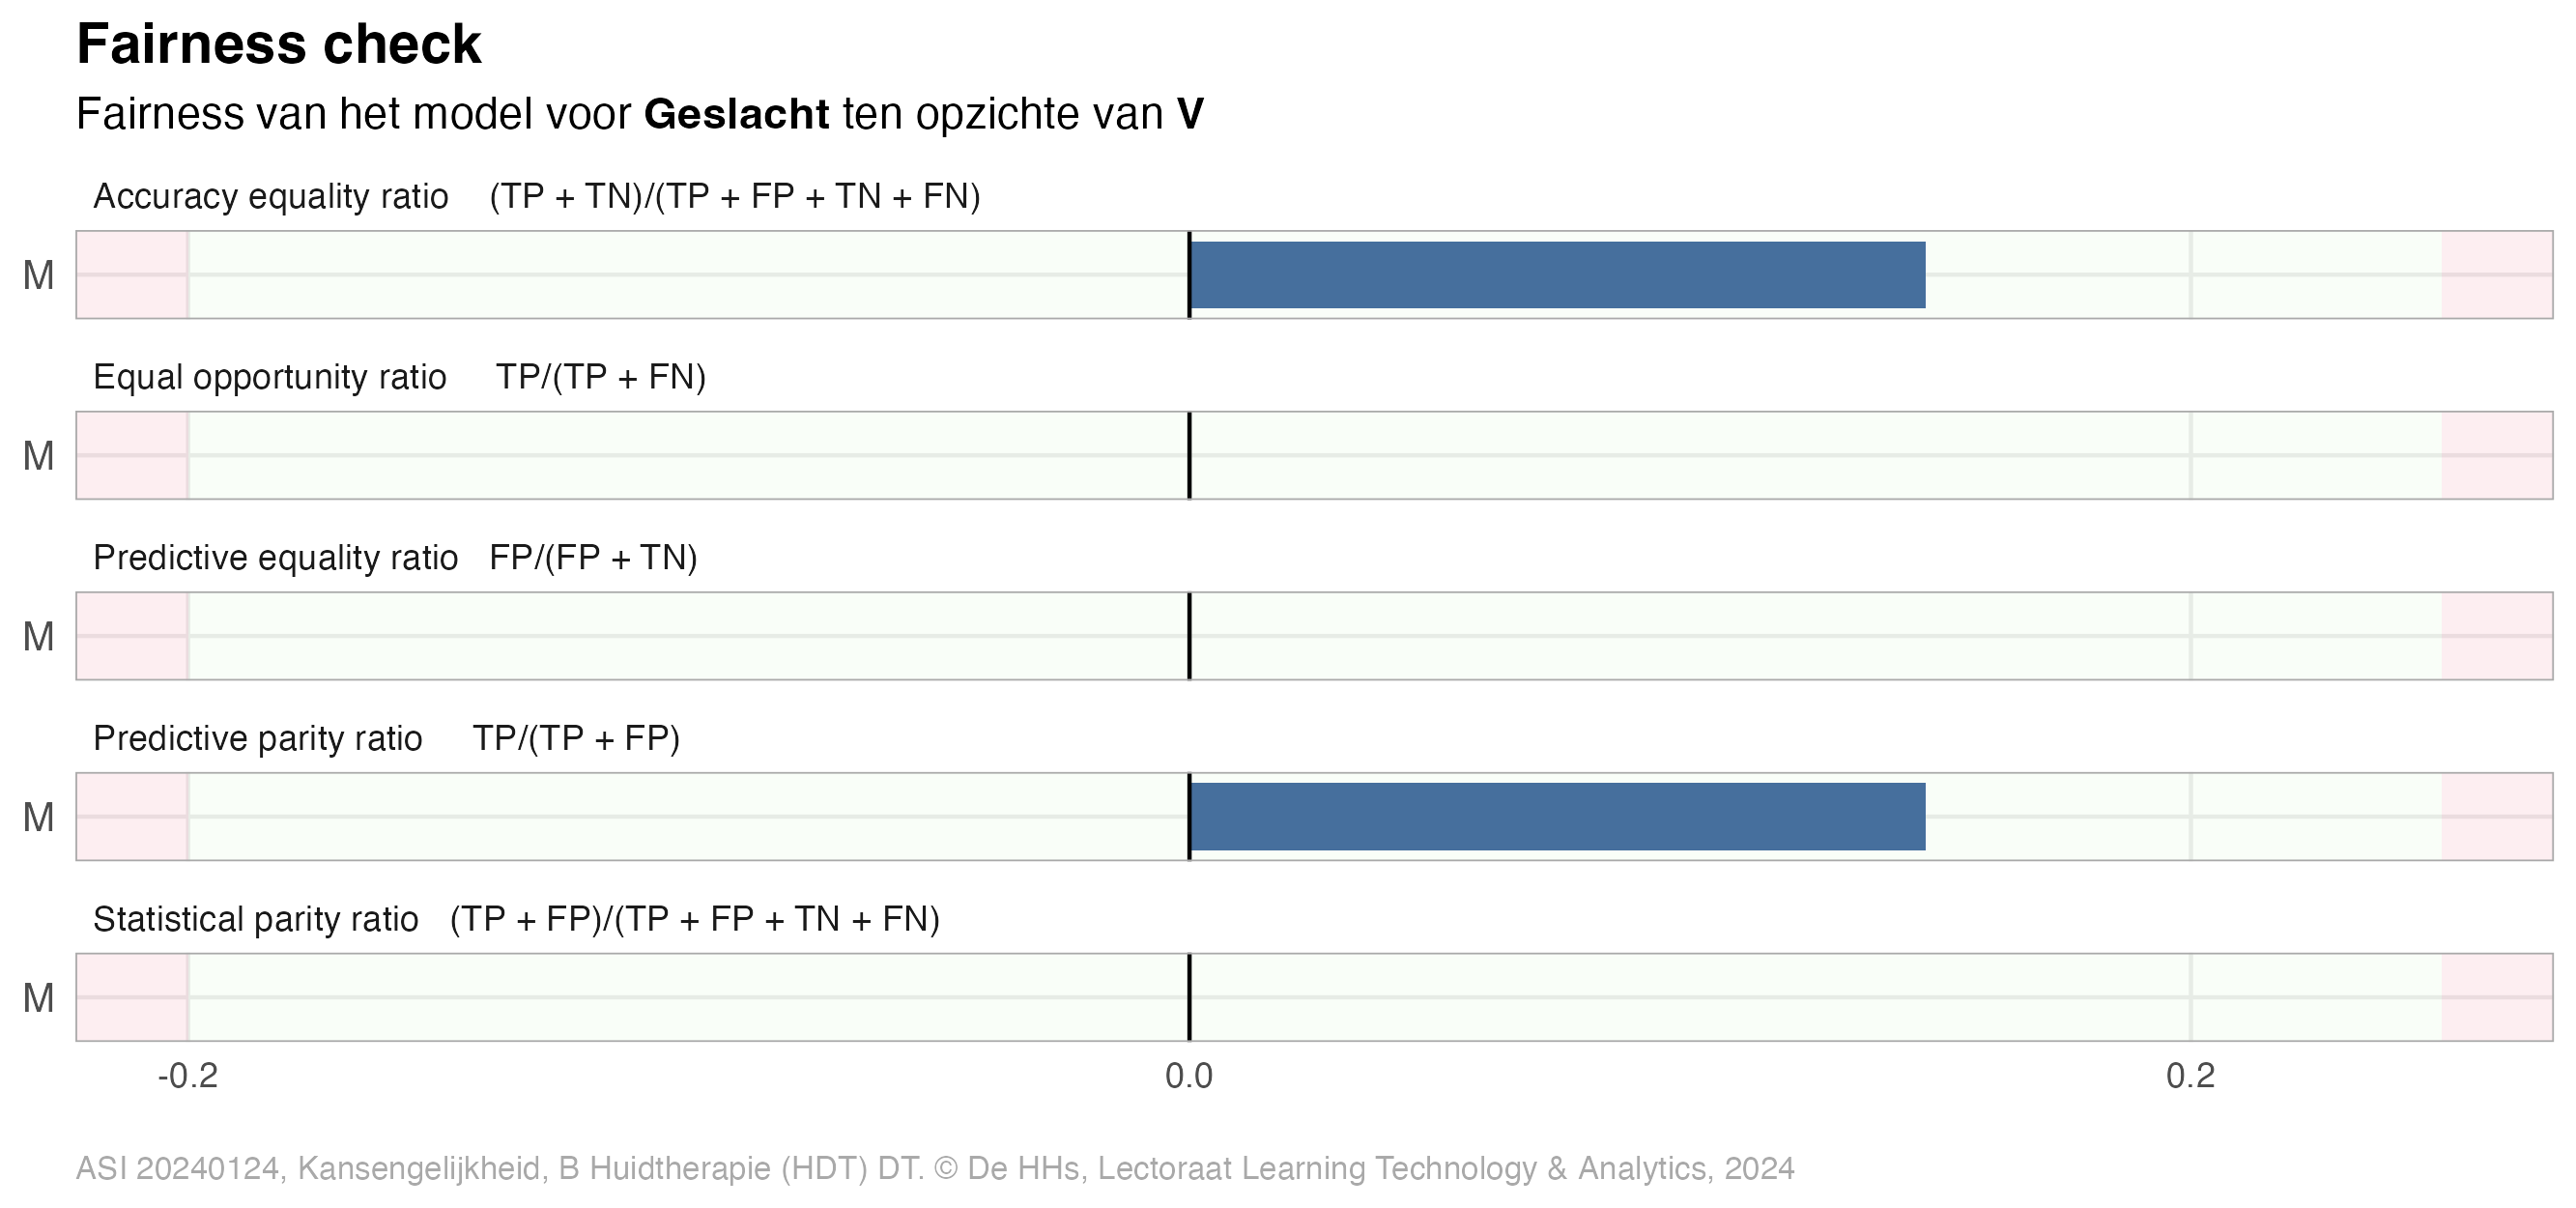 Fairness check
Fairness van het model voor Geslacht ten opzichte van V
Accuracy equality ratio (TP + TN)/(TP + FP + TN + FN)
M
Equal opportunity ratio TP/(TP + FN)
M
Predictive equality ratio FP/(FP + TN)
M
Predictive parity ratio TP/(TP + FP)
M
Statistical parity ratio (TP + FP)/(TP + FP + TN + FN)
M
-0.2 0.0 0.2
ASI 20240124, Kansengelijkheid, B Huidtherapie (HDT) DT. © De HHs, Lectoraat Learning Technology & Analytics, 2024